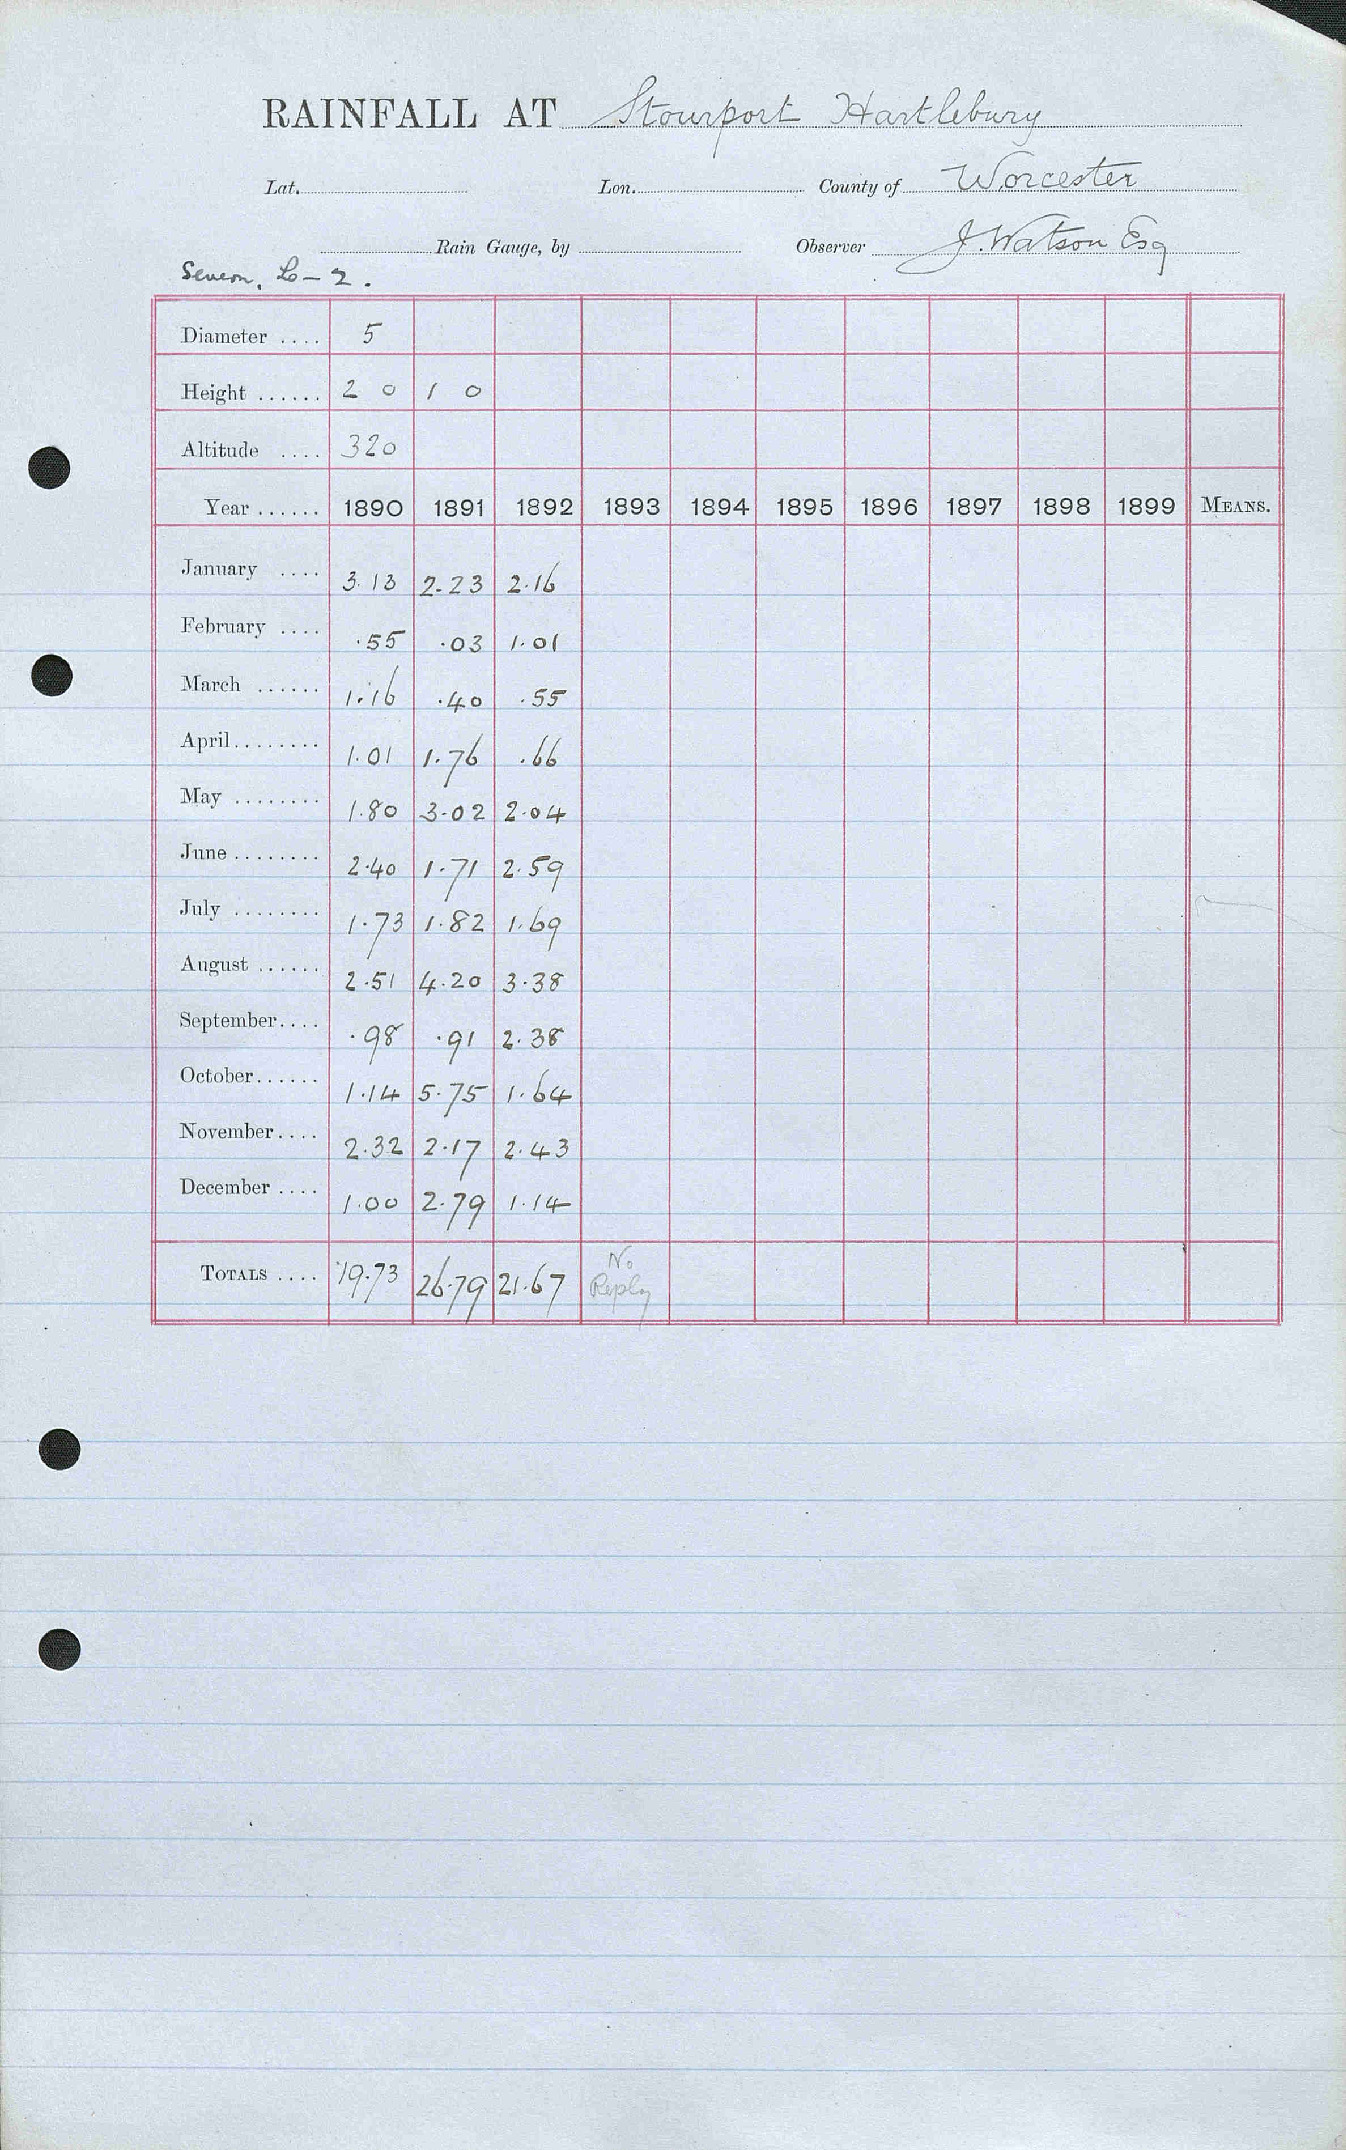 RAINFALL AT Stourport Hartlebury
Lat. Lon. County of Worcester
Rain Gauge, by Observer J. Watson Esq
Severn, L-2.
Diameter .... 5
Height ...... 2 0 1 0
Altitude .... 320
Year ...... 1890 1891 1892 1893 1894 1895 1896 1897 1898 1899 MEANS.
January .... 3.13 2.23 2.16
February .... .55 .03 1.01
March ...... 1.16 .40 .55
April ........ 1.01 1.76 .66
May ........ 1.80 3.02 2.04
June ........ 2.40 1.71 2.59
July ........ 1.73 1.82 1.69
August ...... 2.51 4.20 3.38
September .... .98 .91 2.38
October ...... 1.14 5.75 1.64
November .... 2.32 2.17 2.43
December .... 1.00 2.79 1.14
TOTALS .... 19.73 26.79 21.67 No Reply